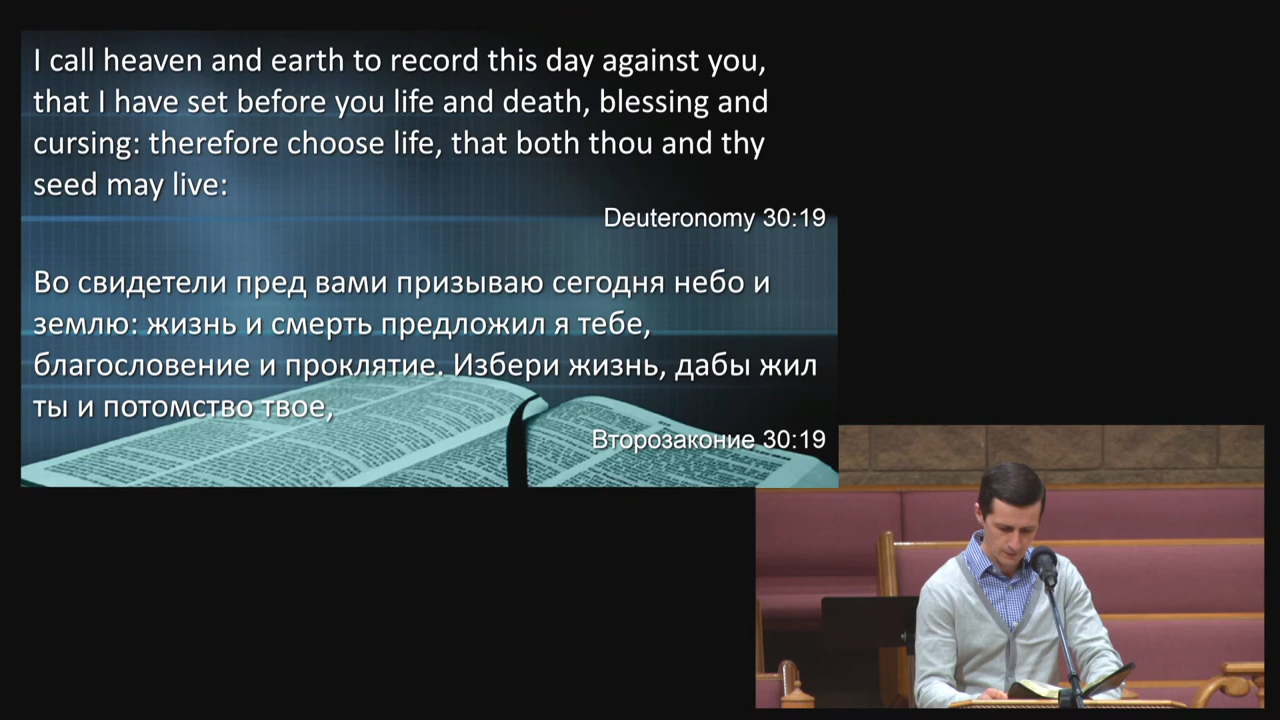 I call heaven and earth to record this day against you,
that I have set before you life and death, blessing and
cursing: therefore choose life, that both thou and thy
seed may live:
Deuteronomy 30:19
Во свидетели пред вами призываю сегодня небо и
землю: жизнь и смерть предложил я тебе,
благословение и проклятие. Избери жизнь, дабы жил
ты и потомство твое,
Второзаконие 30:19